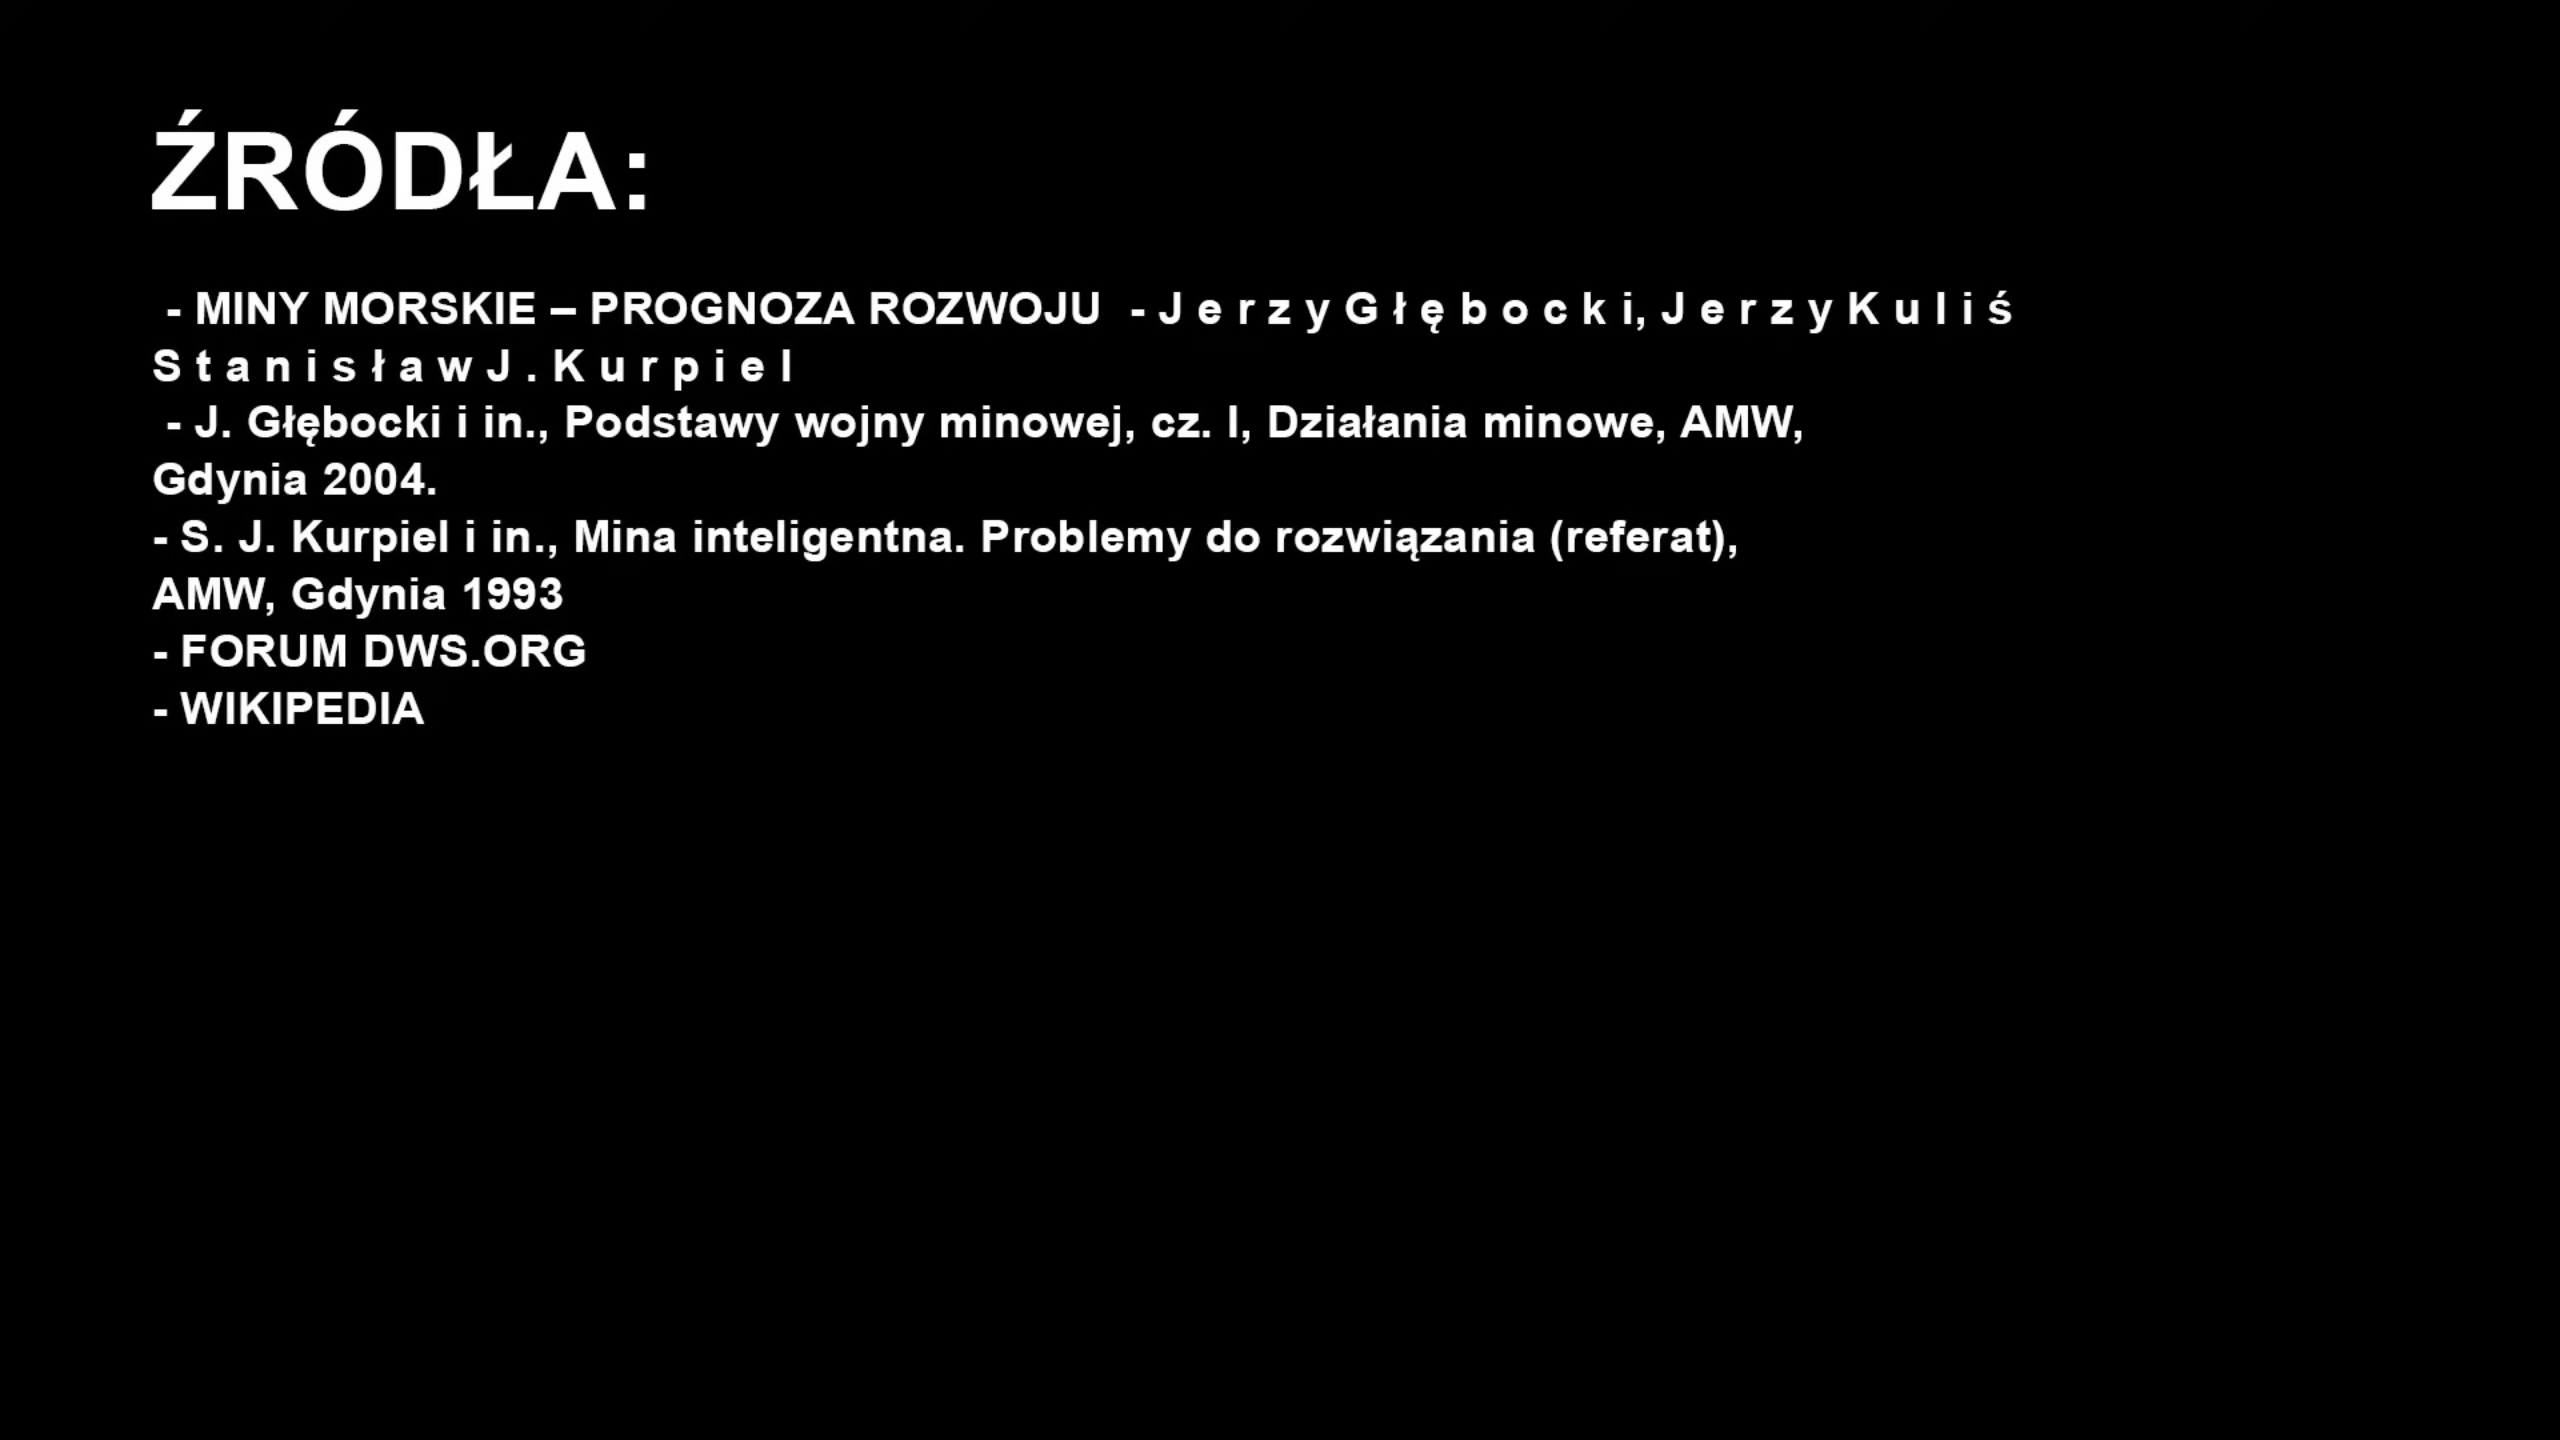 ŹRÓDŁA:
- MINY MORSKIE – PROGNOZA ROZWOJU - J e r z y G ł ę b o c k i, J e r z y K u l i ś
S t a n i s ł a w J . K u r p i e l
- J. Głębocki i in., Podstawy wojny minowej, cz. I, Działania minowe, AMW,
Gdynia 2004.
- S. J. Kurpiel i in., Mina inteligentna. Problemy do rozwiązania (referat),
AMW, Gdynia 1993
- FORUM DWS.ORG
- WIKIPEDIA